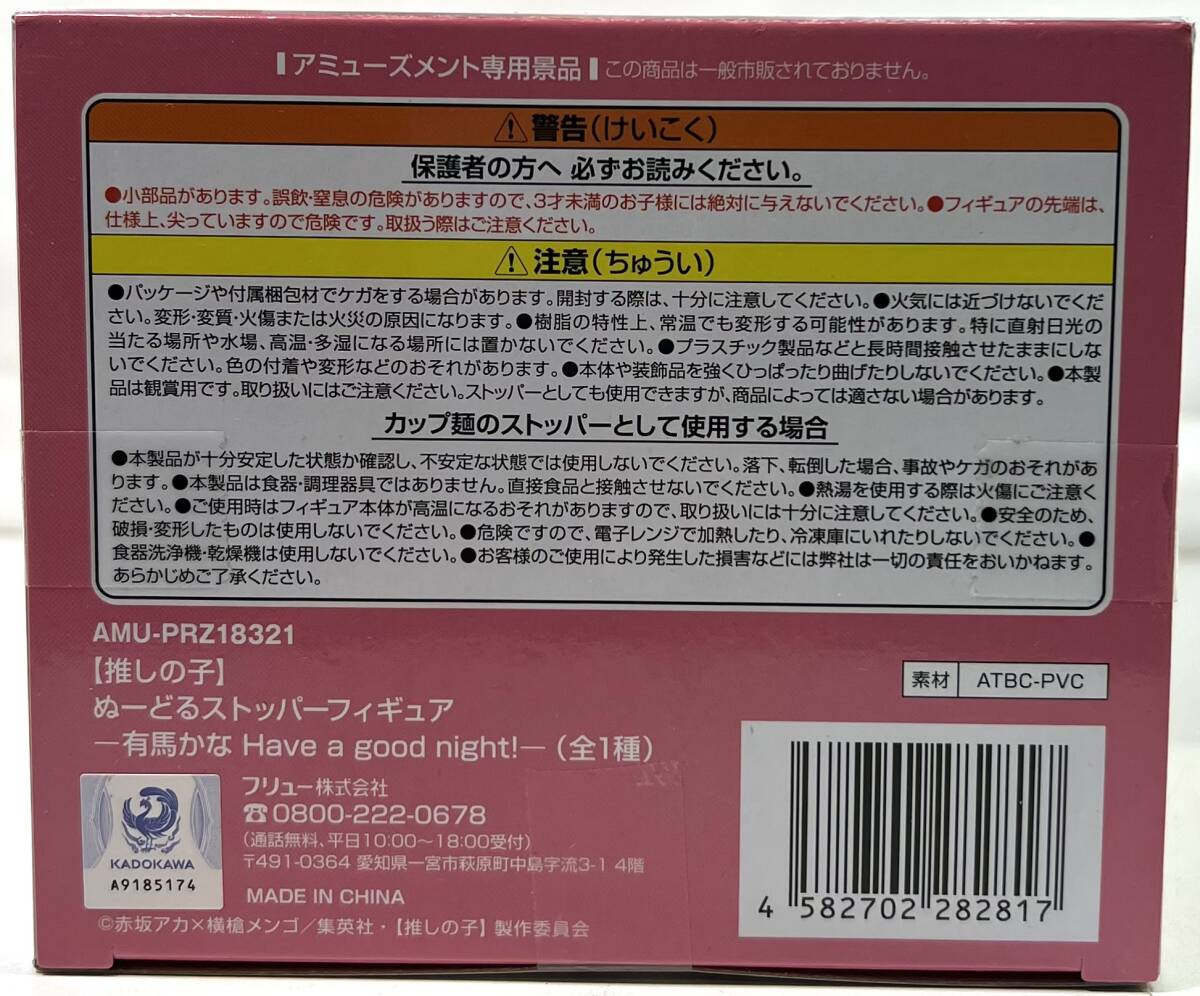 アミューズメント専用景品 この商品は一般市販されておりません。
⚠警告(けいこく)
保護者の方へ 必ずお読みください。
●小部品があります。誤飲・窒息の危険がありますので、3才未満のお子様には絶対に与えないでください。●フィギュアの先端は、
仕様上、尖っていますので危険です。取扱う際はご注意ください。
⚠注意(ちゅうい)
●パッケージや付属梱包材でケガをする場合があります。開封する際は、十分に注意してください。●火気には近づけないでくだ
さい。変形・変質・火傷または火災の原因になります。●樹脂の特性上、常温でも変形する可能性があります。特に直射日光の
当たる場所や水場、高温・多湿になる場所には置かないでください。●プラスチック製品などと長時間接触させたままにしな
いでください。色の付着や変形などのおそれがあります。●本体や装飾品を強くひっぱったり曲げたりしないでください。●本製
品は観賞用です。取り扱いにはご注意ください。ストッパーとしても使用できますが、商品によっては適さない場合があります。
カップ麺のストッパーとして使用する場合
●本製品が十分安定した状態か確認し、不安定な状態では使用しないでください。落下、転倒した場合、事故やケガのおそれがあ
ります。●本製品は食器・調理器具ではありません。直接食品と接触させないでください。●熱湯を使用する際は火傷にご注意く
ださい。●ご使用時はフィギュア本体が高温になるおそれがありますので、取り扱いには十分に注意してください。●安全のため、
破損・変形したものは使用しないでください。●危険ですので、電子レンジで加熱したり、冷凍庫にいれたりしないでください。●
食器洗浄機・乾燥機は使用しないでください。●お客様のご使用により発生した損害などには弊社は一切の責任をおいかねます。
あらかじめご了承ください。
AMU-PRZ18321
【推しの子】
ぬーどるストッパーフィギュア
―有馬かな Have a good night!―(全1種)
素材 ATBC-PVC
フリュー株式会社
☎0800-222-0678
(通話無料、平日10:00～18:00受付)
〒491-0364 愛知県一宮市萩原町中島字流3-1 4階
MADE IN CHINA
KADOKAWA
A9185174
©赤坂アカ×横槍メンゴ/集英社・【推しの子】製作委員会
4 582702 282817